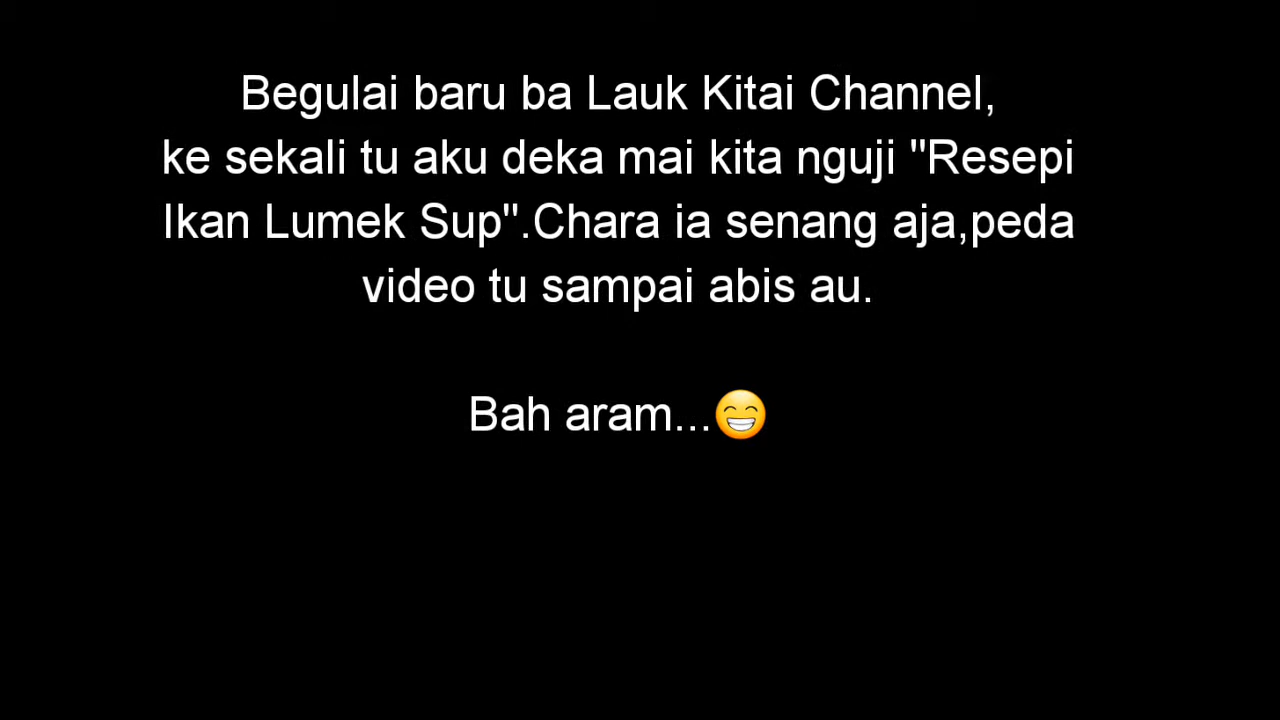 Begulai baru ba Lauk Kitai Channel,
ke sekali tu aku deka mai kita nguji "Resepi
Ikan Lumek Sup".Chara ia senang aja,peda
video tu sampai abis au.
Bah aram...😁